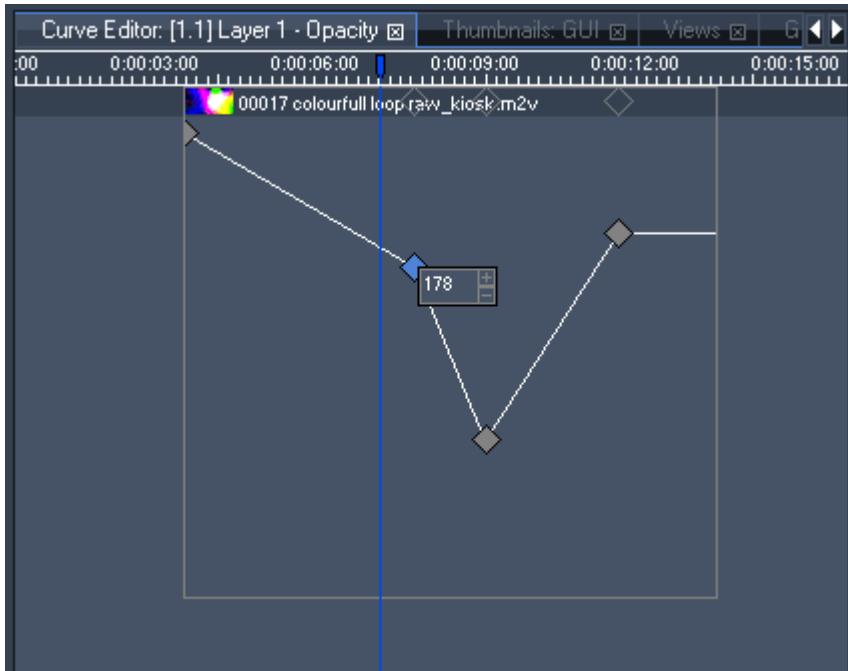 Curve Editor: [1.1] Layer 1 - Opacity Thumbnails: GUI Views G
:00 0:00:03:00 0:00:06:00 0:00:09:00 0:00:12:00 0:00:15:00
00017 colourfull loop raw_kiosk.m2v
178